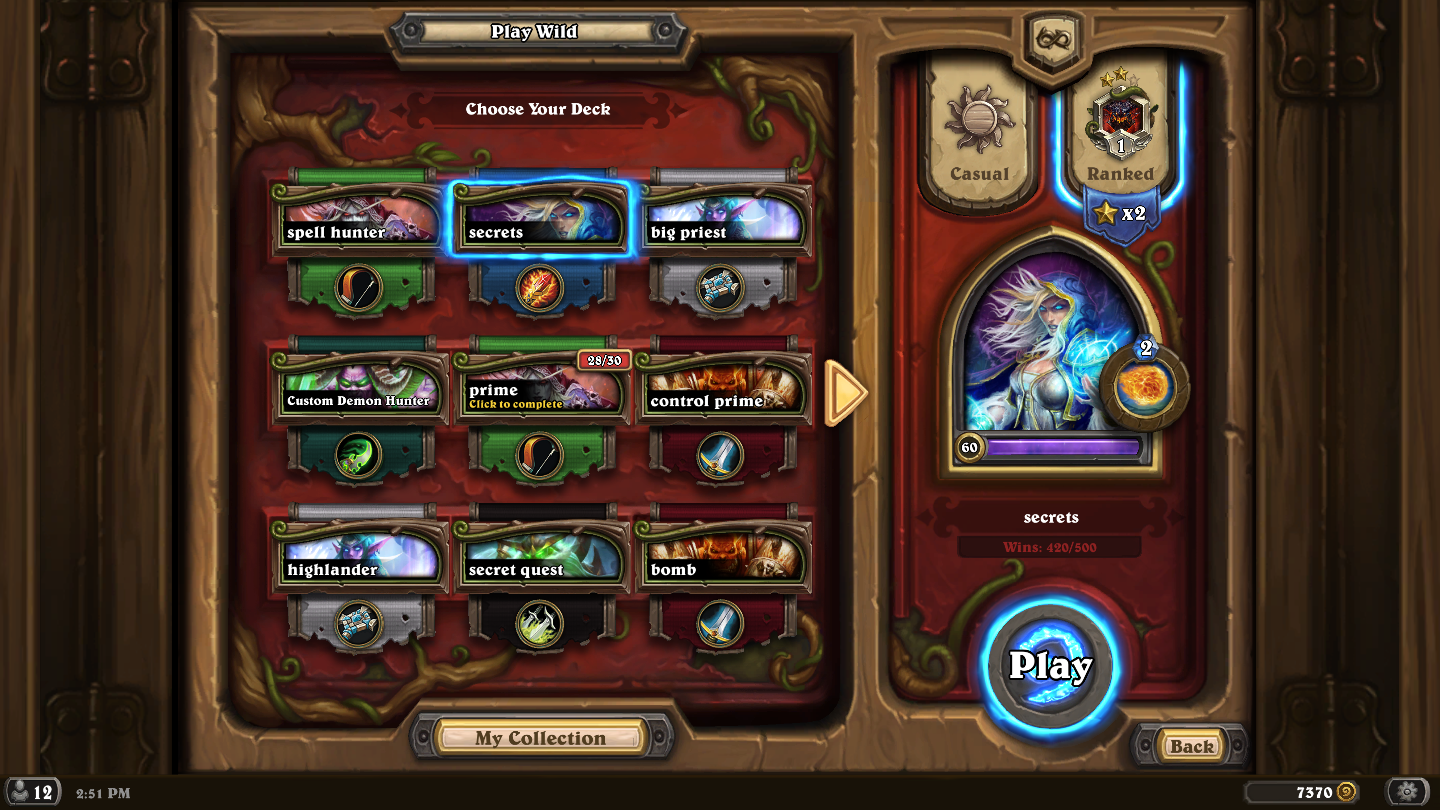 Play Wild
Choose Your Deck
spell hunter
secrets
big priest
Custom Demon Hunter
28/30
prime
Click to complete
control prime
highlander
secret quest
bomb
My Collection
Casual
1
Ranked
x2
2
60
secrets
Wins: 420/500
Play
Back
12
2:51 PM
7370